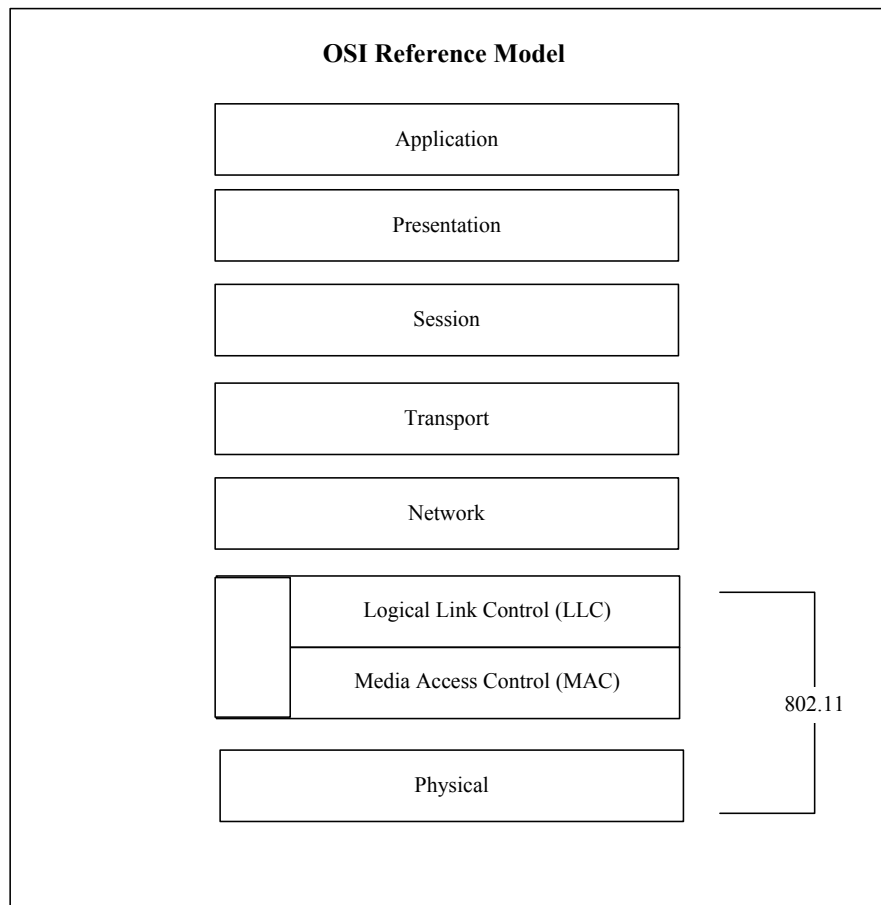 OSI Reference Model
Application
Presentation
Session
Transport
Network
Logical Link Control (LLC)
Media Access Control (MAC)
802.11
Physical